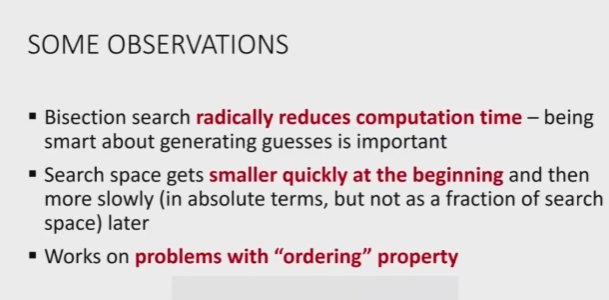 SOME OBSERVATIONS
▪ Bisection search radically reduces computation time – being
smart about generating guesses is important
▪ Search space gets smaller quickly at the beginning and then
more slowly (in absolute terms, but not as a fraction of search
space) later
▪ Works on problems with “ordering” property